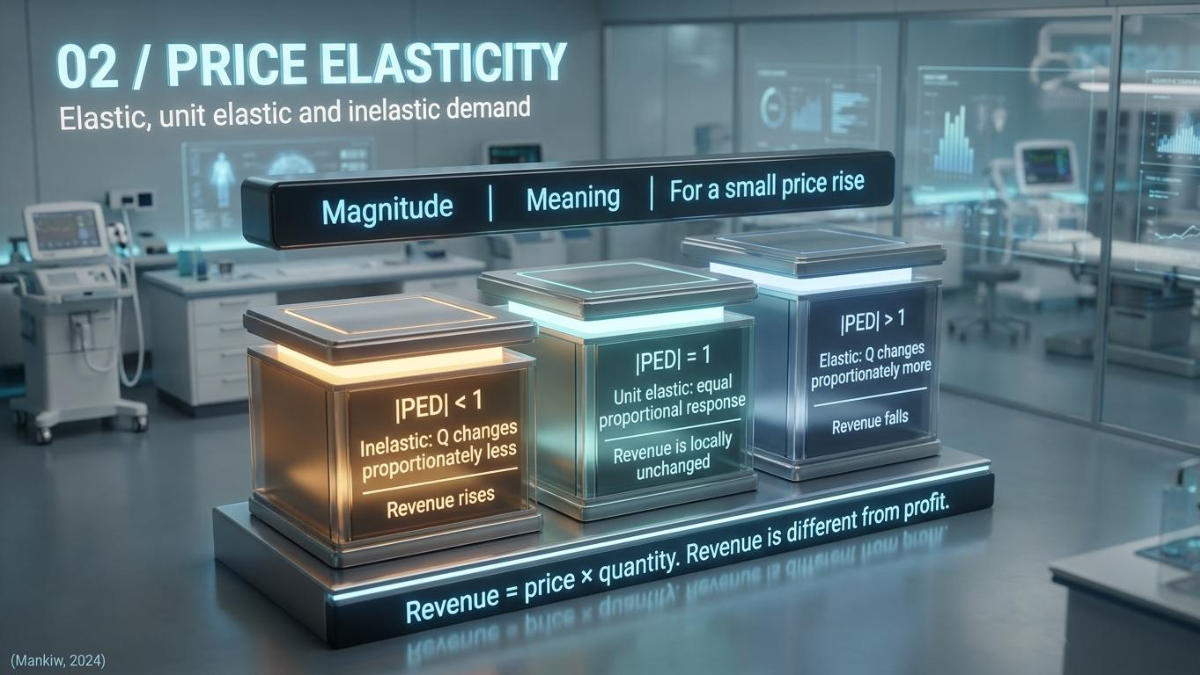 02 / PRICE ELASTICITY
Elastic, unit elastic and inelastic demand
Magnitude | Meaning | For a small price rise
|PED| < 1
Inelastic: Q changes
proportionately less
Revenue rises
|PED| = 1
Unit elastic: equal
proportional response
Revenue is locally
unchanged
|PED| > 1
Elastic: Q changes
proportionately more
Revenue falls
Revenue = price × quantity. Revenue is different from profit.
(Mankiw, 2024)